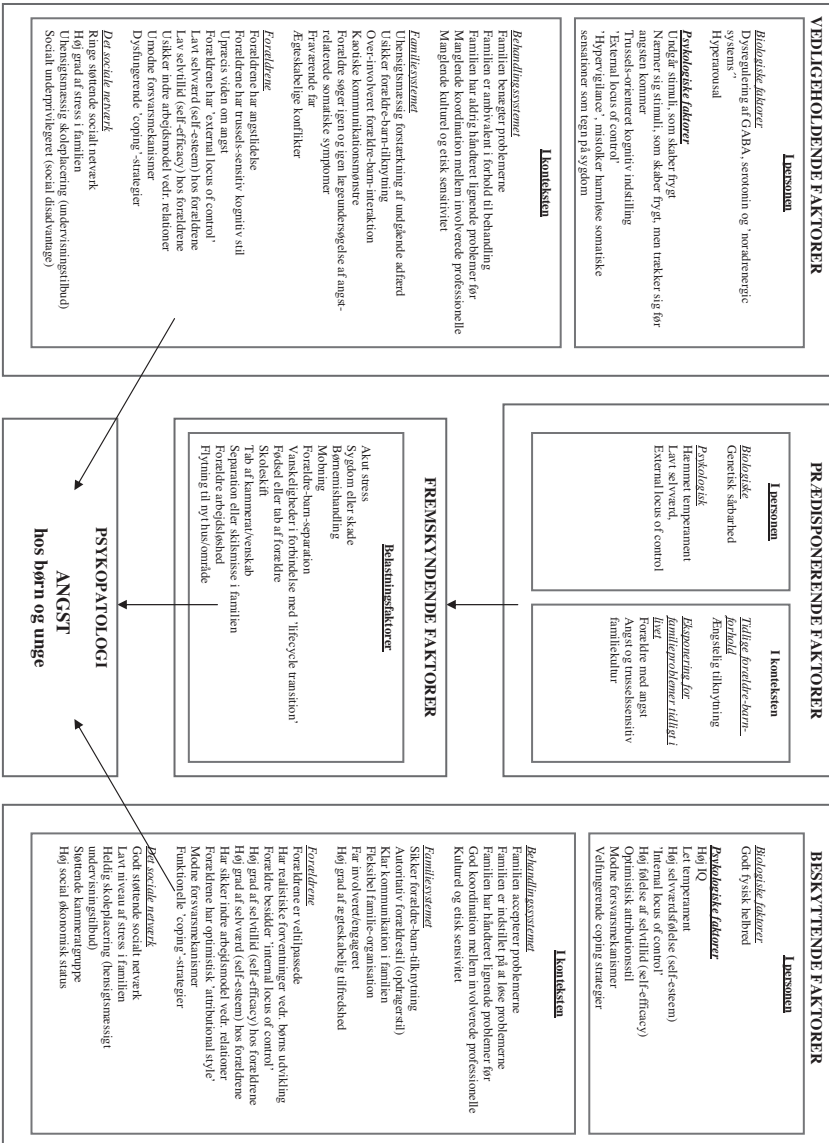 VEDLIGEHOLDENDE FAKTORER
I personen
Biologiske faktorer
Dysregulering af GABA, serotonin og 'noradrenergic
systems'"
Hyperarousal
Psykologiske faktorer
Undgår stimuli, som skaber frygt
Nærmer sig stimuli, som skaber frygt, men trækker sig før
angsten kommer
Trussels-orienteret kognitiv indstilling
'External locus of control'
'Hypervigilance', mistolker harmløse somatiske
sensationer som tegn på sygdom
I konteksten
Behandlingssystemet
Familien benægter problemerne
Familien er ambivalent i forhold til behandling
Familien har aldrig håndteret lignende problemer før
Manglende koordination mellem involverede professionelle
Manglende kulturel og etisk sensitivitet
Familiesystemet
Uhensigtsmæssig forstærkning af undgående adfærd
Usikker forældre-barn-tilknytning
Over-involveret forældre-barn-interaktion
Kaotiske kommunikationsmønstre
Forældre søger igen og igen lægeundersøgelse af angst-
relaterede somatiske symptomer
Fraværende far
Ægteskabelige konflikter
Forældrene
Forældrene har angstlidelse
Forældrene har trussels-sensitiv kognitiv stil
Upræcis viden om angst
Forældrene har 'external locus of control'
Lavt selvværd (self-esteem) hos forældrene
Lav selvtillid (self-efficacy) hos forældrene
Usikker indre arbejdsmodel vedr. relationer
Umodne forsvarsmekanismer
Dysfungerende 'coping'-strategier
Det sociale netværk
Ringe støttende socialt netværk
Høj grad af stress i familien
Uhensigtsmæssig skoleplacering (undervisningstilbud)
Socialt underprivilegeret (social disadvantage)
PRÆDISPONERENDE FAKTORER
I personen
Biologiske
Genetisk sårbarhed
Psykologisk
Hæmmet temperament
Lavt selvværd,
External locus of control
I konteksten
Tidlige forældre-barn-
forhold
Ængstelig tilknytning
Eksponering for
familieproblemer tidligt i
livet
Forældre med angst
Angst og trusselssensitiv
familiekultur
FREMSKYNDENDE FAKTORER
Belastningsfaktorer
Akut stress
Sygdom eller skade
Børnemishandling
Mobning
Forældre-barn-separation
Vanskeligheder i forbindelse med 'lifecycle transition'
Fødsel eller tab af forældre
Skoleskift
Tab af kammerat/venskab
Separation eller skilsmisse i familien
Forældre arbejdsløshed
Flytning til nyt hus/område
PSYKOPATOLOGI
ANGST
hos børn og unge
BESKYTTENDE FAKTORER
I personen
Biologiske faktorer
Godt fysisk helbred
Psykologiske faktorer
Høj IQ
Let temperament
Høj selvværdsfølelse (self-esteem)
'Internal locus of control'
Høj følelse af selvtillid (self-efficacy)
Optimistisk attributionsstil
Modne forsvarsmekanismer
Velfungerende coping strategier
I konteksten
Behandlingssystemet
Familien accepterer problemerne
Familien er indstillet på at løse problemerne
Familien har håndteret lignende problemer før
God koordination mellem involverede professionelle
Kulturel og etisk sensivitet
Familiesystemet
Sikker forældre-barn-tilknytning
Autoritativ forældrestil (opdragerstil)
Klar kommunikation i familien
Fleksibel familie-organisation
Far involveret/engageret
Høj grad af ægteskabelig tilfredshed
Forældrene
Forældrene er veltilpassede
Har realistiske forventninger vedr. børns udvikling
Forældre besidder 'internal locus of control'
Høj grad af selvtillid (self-efficacy) hos forældrene
Høj grad af selvværd (self-esteem) hos forældrene
Har sikker indre arbejdsmodel vedr. relationer
Forældrene har optimistisk 'attributional style'
Modne forsvarsmekanismer
Funktionelle 'coping'-strategier
Det sociale netværk
Godt støttende socialt netværk
Lavt niveau af stress i familien
Heldig skoleplacering (hensigtsmæssigt
undervisningstilbud)
Støttende kammeratgruppe
Høj social økonomisk status